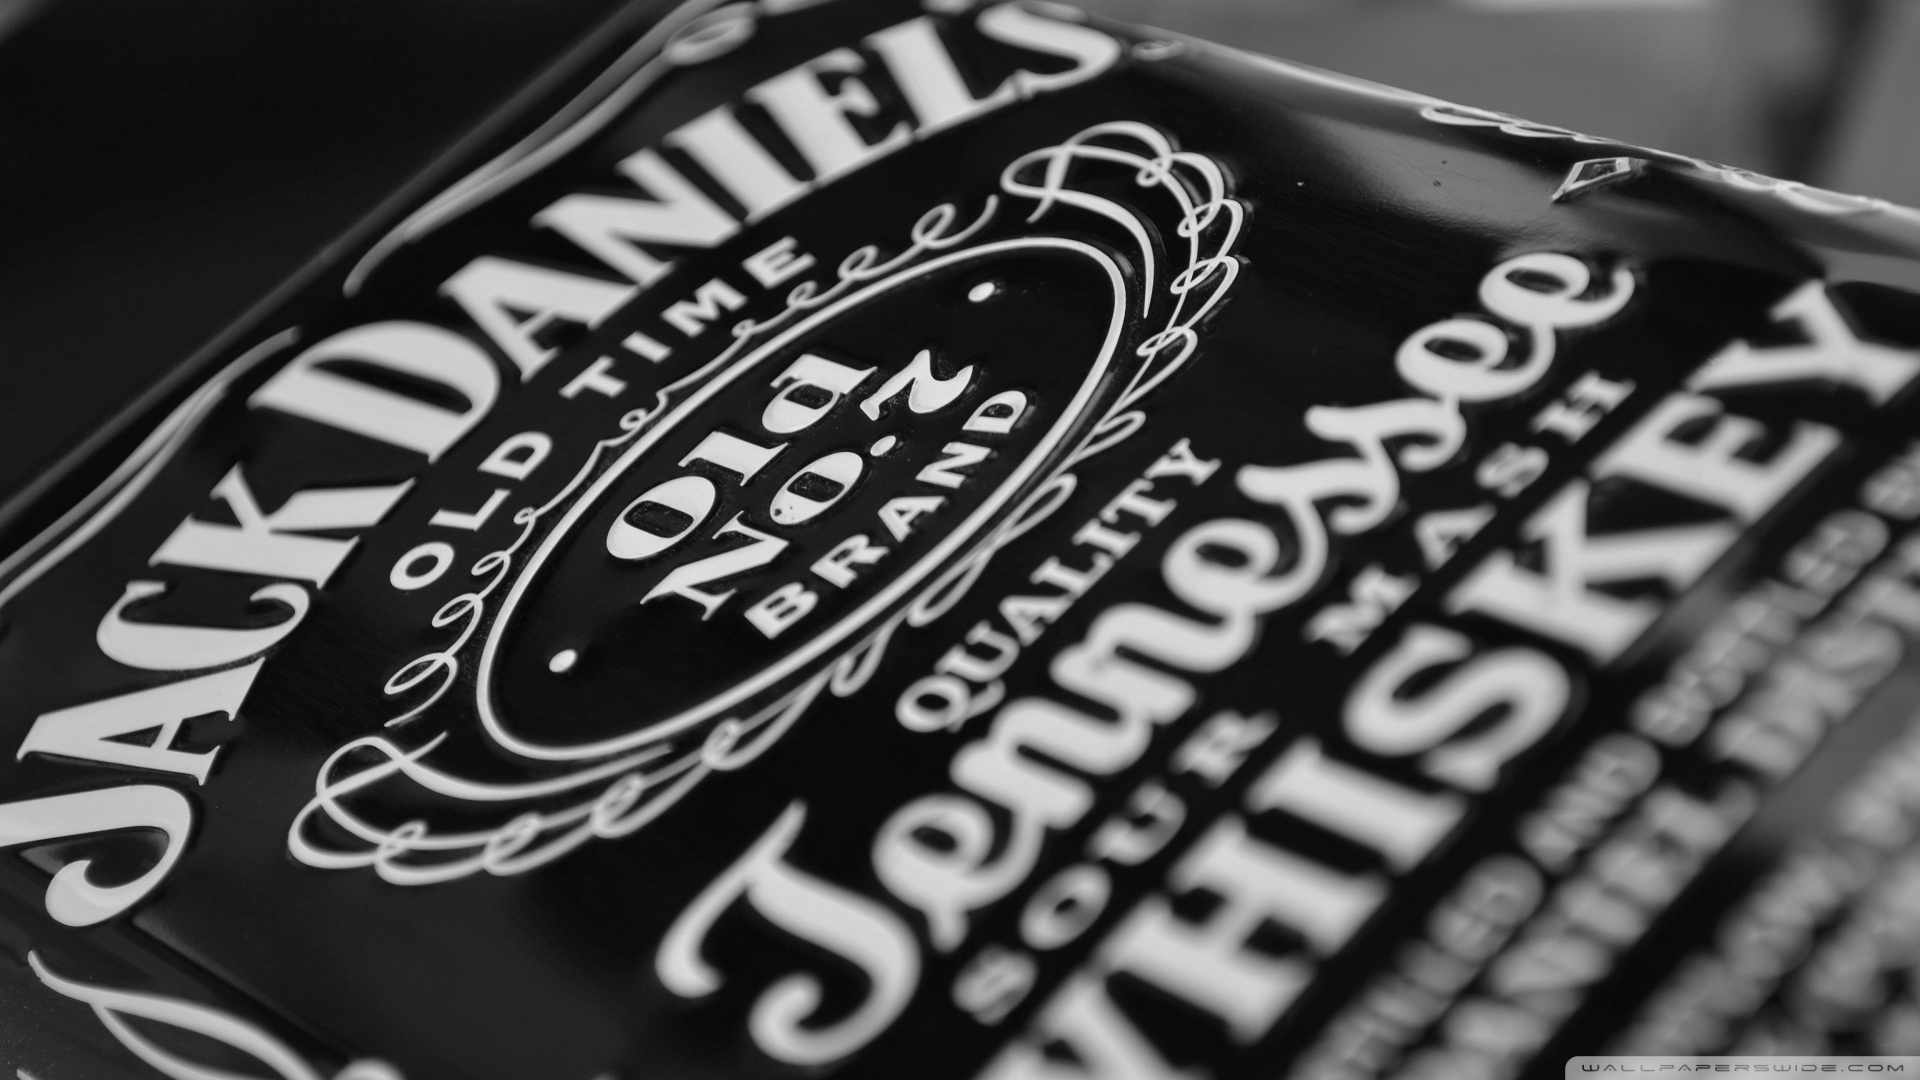 JACK DANIEL'S
OLD TIME
Old
No. 7
BRAND
QUALITY
Tennessee
SOUR MASH
WHISKEY
WALLPAPERSWIDE.COM